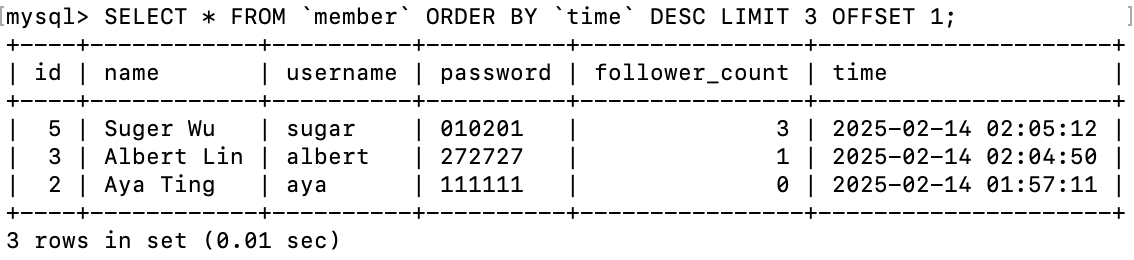 [mysql> SELECT * FROM `member` ORDER BY `time` DESC LIMIT 3 OFFSET 1; ]
+----+------------+----------+----------+----------------+---------------------+
| id | name       | username | password | follower_count | time                |
+----+------------+----------+----------+----------------+---------------------+
|  5 | Suger Wu   | sugar    | 010201   |              3 | 2025-02-14 02:05:12 |
|  3 | Albert Lin | albert   | 272727   |              1 | 2025-02-14 02:04:50 |
|  2 | Aya Ting   | aya      | 111111   |              0 | 2025-02-14 01:57:11 |
+----+------------+----------+----------+----------------+---------------------+
3 rows in set (0.01 sec)